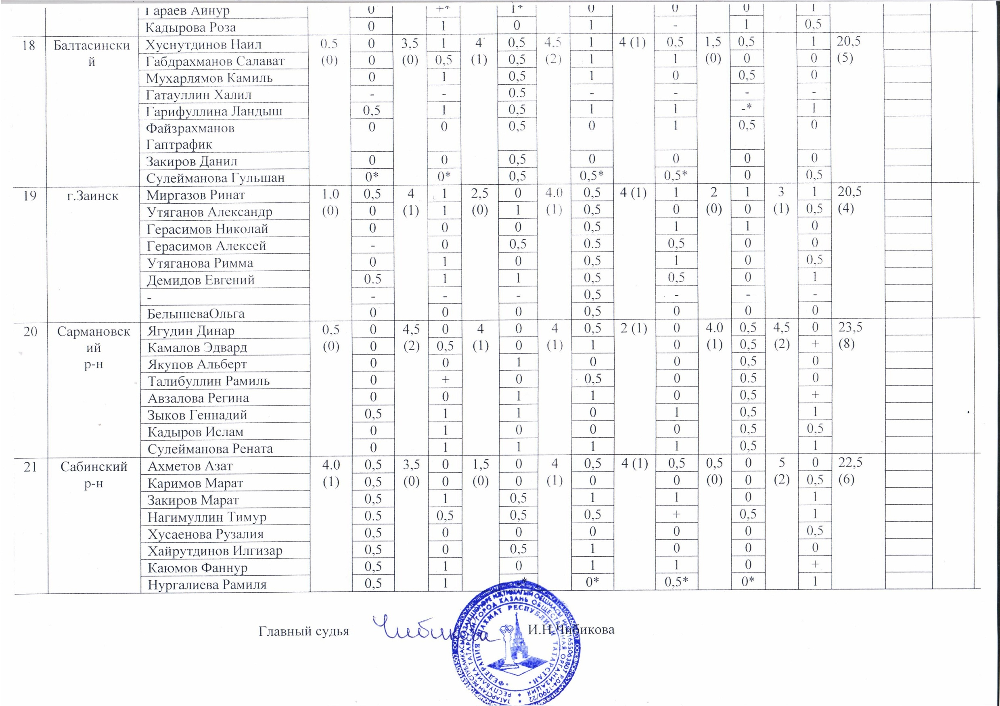 Гараев Айнур 0 +* 1* 0 0 0 1
Кадырова Роза 0 1 0 1 - 1 0,5
18 Балтасински Хуснутдинов Наил 0.5 0 3,5 1 4 0,5 4.5 1 4 (1) 0,5 1,5 0,5 1 20,5
й Габдрахманов Салават (0) 0 (0) 0,5 (1) 0,5 (2) 1 1 (0) 0 0 (5)
Мухарлямов Камиль 0 1 0,5 1 0 0,5 0
Гатауллин Халил - - 0.5 - - - -
Гарифуллина Ландыш 0,5 1 0,5 1 1 -* 1
Файзрахманов 0 0 0,5 0 1 0,5 0
Гаптрафик
Закиров Данил 0 0 0,5 0 0 0 0
Сулейманова Гульшан 0* 0* 0,5 0,5* 0,5* 0 0,5
19 г.Заинск Миргазов Ринат 1,0 0,5 4 1 2,5 0 4.0 0,5 4 (1) 1 2 1 3 1 20,5
Утяганов Александр (0) 0 (1) 1 (0) 1 (1) 0,5 0 (0) 0 (1) 0,5 (4)
Герасимов Николай 0 0 0 0,5 1 1 0
Герасимов Алексей - 0 0,5 0.5 0,5 0 0
Утяганова Римма 0 1 0 0,5 1 0 0,5
Демидов Евгений 0.5 1 1 0,5 0,5 0 1
- - - - 0,5 - - -
БелышеваОльга 0 0 0 0,5 0 0 0
20 Сармановск Ягудин Динар 0,5 0 4,5 0 4 0 4 0,5 2 (1) 0 4.0 0,5 4,5 0 23,5
ий Камалов Эдвард (0) 0 (2) 0,5 (1) 0 (1) 1 0 (1) 0,5 (2) + (8)
р-н Якупов Альберт 0 0 1 0 0 0,5 0
Талибуллин Рамиль 0 + 0 0,5 0 0.5 0
Авзалова Регина 0 0 1 1 0 0,5 +
Зыков Геннадий 0,5 1 1 0 1 0,5 1
Кадыров Ислам 0 1 0 0 0 0,5 0,5
Сулейманова Рената 0 1 1 1 1 0,5 1
21 Сабинский Ахметов Азат 4.0 0,5 3,5 0 1,5 0 4 0,5 4 (1) 0,5 0,5 0 5 0 22,5
р-н Каримов Марат (1) 0,5 (0) 0 (0) 0 (1) 0 0 (0) 0 (2) 0,5 (6)
Закиров Марат 0,5 1 0,5 1 1 0 1
Нагимуллин Тимур 0.5 0,5 0,5 0,5 + 0,5 1
Хусаенова Рузалия 0,5 0 0 0 0 0 0,5
Хайрутдинов Илгизар 0,5 0 0,5 1 0 0 0
Каюмов Фаннур 0,5 1 0 1 1 0 +
Нургалиева Рамиля 0,5 1 -* 0* 0,5* 0* 1
Главный судья И.Н.Чибикова
ФЕДЕРАЦИЯ ШАХМАТ РЕСПУБЛИКИ ТАТАРСТАН
РЕСПУБЛИКА ТАТАРСТАН ГОРОД КАЗАНЬ ОБЩЕСТВЕННАЯ ОРГАНИЗАЦИЯ